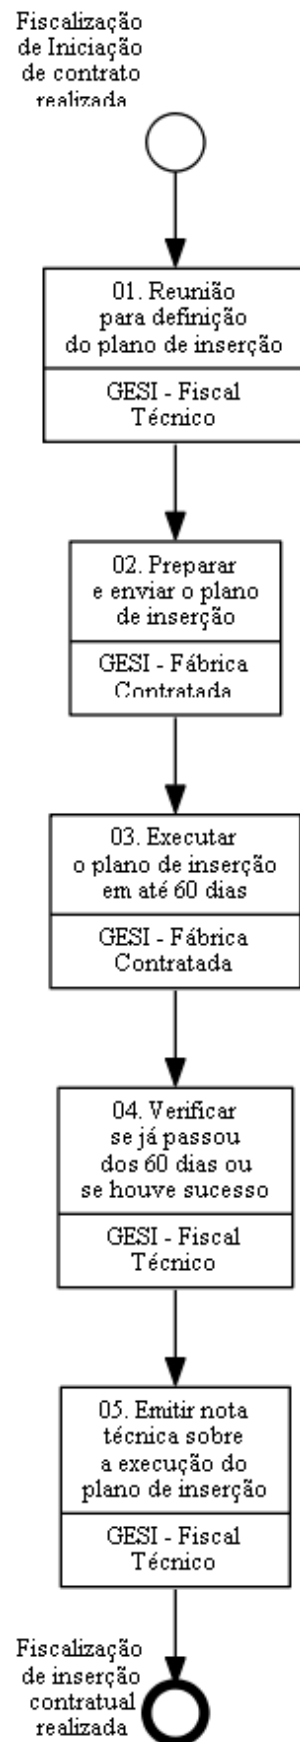 Fiscalização
de Iniciação
de contrato
realizada
01. Reunião
para definição
do plano de inserção
GESI - Fiscal
Técnico
02. Preparar
e enviar o plano
de inserção
GESI - Fábrica
Contratada
03. Executar
o plano de inserção
em até 60 dias
GESI - Fábrica
Contratada
04. Verificar
se já passou
dos 60 dias ou
se houve sucesso
GESI - Fiscal
Técnico
05. Emitir nota
técnica sobre
a execução do
plano de inserção
GESI - Fiscal
Técnico
Fiscalização
de inserção
contratual
realizada